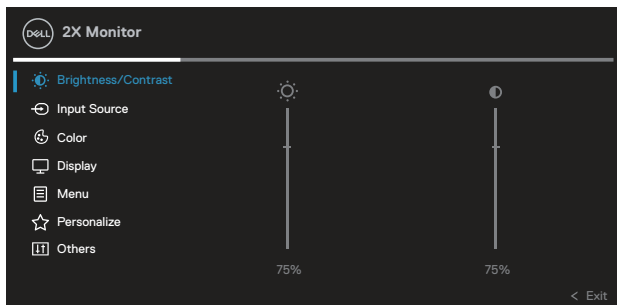 DELL 2X Monitor
Brightness/Contrast
Input Source
Color
Display
Menu
Personalize
Others
75% 75%
< Exit